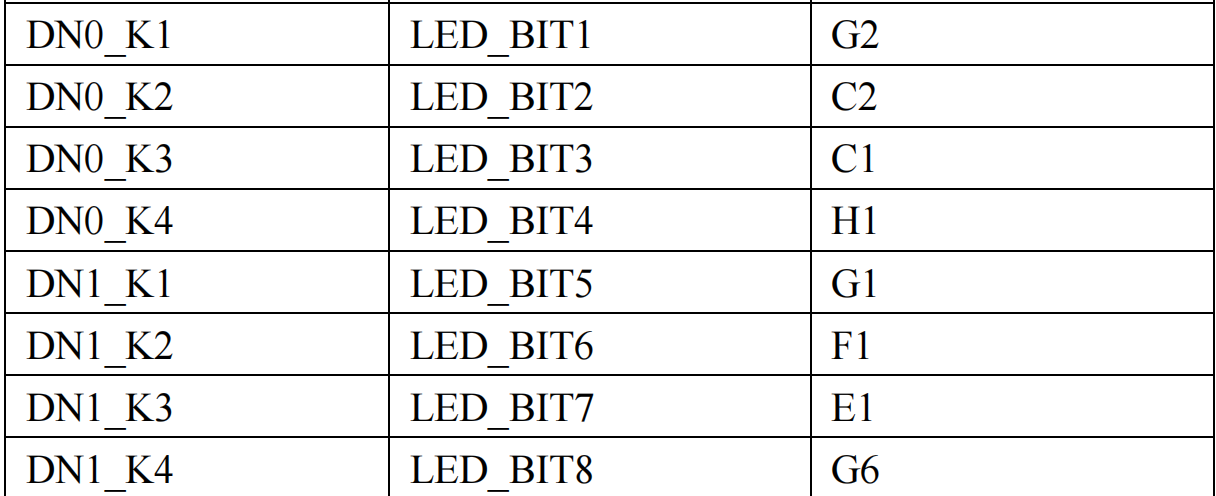 DN0_K1 LED_BIT1 G2
DN0_K2 LED_BIT2 C2
DN0_K3 LED_BIT3 C1
DN0_K4 LED_BIT4 H1
DN1_K1 LED_BIT5 G1
DN1_K2 LED_BIT6 F1
DN1_K3 LED_BIT7 E1
DN1_K4 LED_BIT8 G6